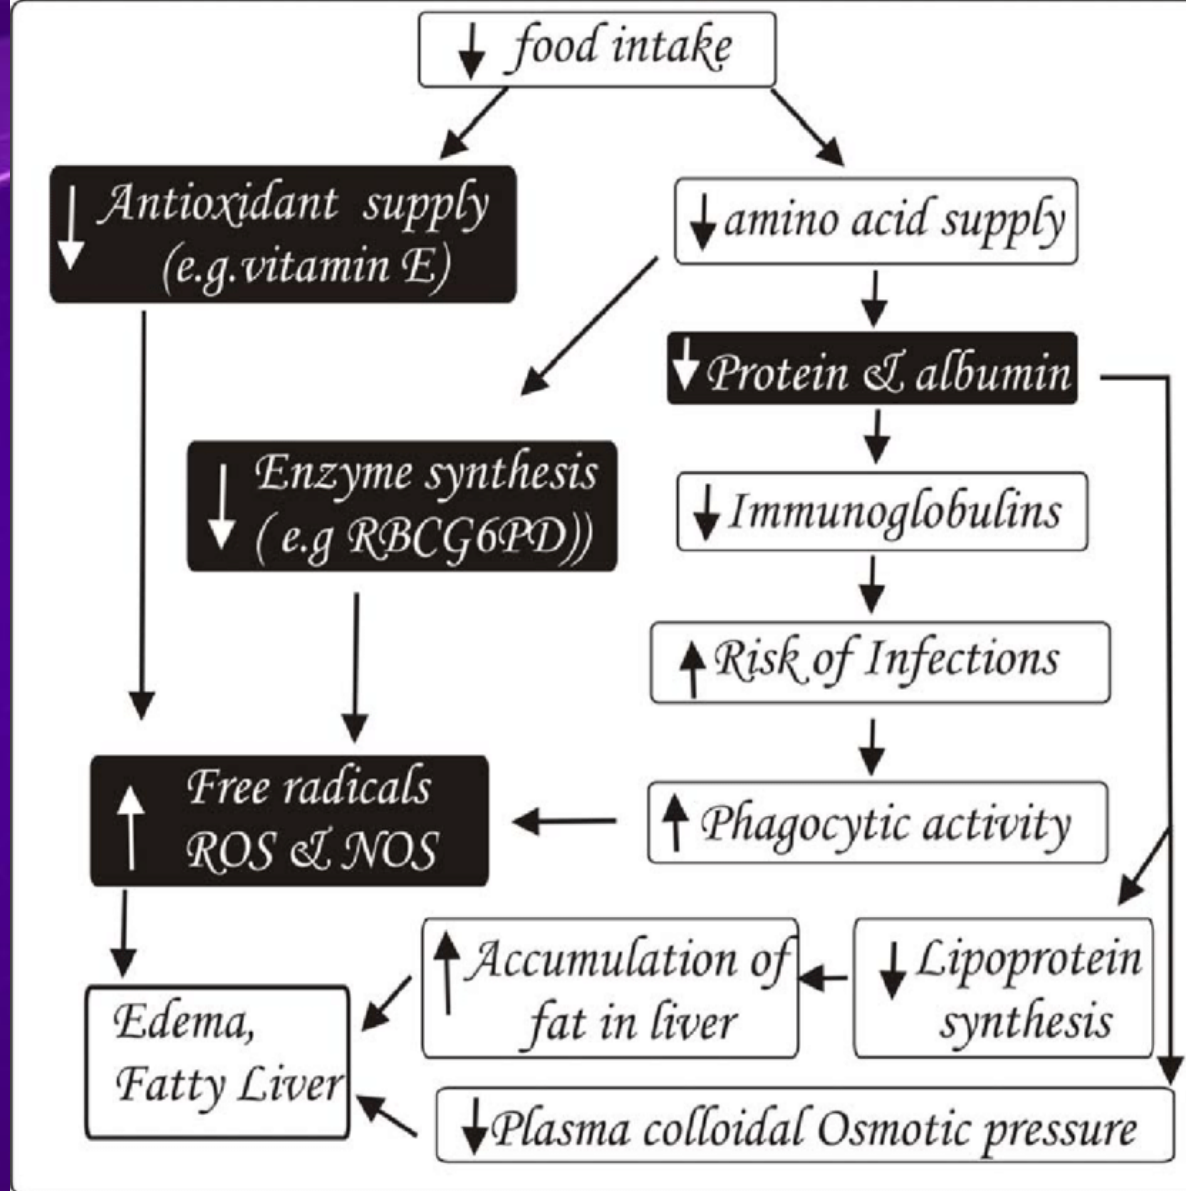 ↓ food intake
↓ Antioxidant supply
(e.g.vitamin E)
↓ amino acid supply
↓ Protein & albumin
↓ Enzyme synthesis
( e.g RBCG6PD))
↓ Immunoglobulins
↑ Risk of Infections
↑ Free radicals
ROS & NOS
↑ Phagocytic activity
↑ Accumulation of
fat in liver
↓ Lipoprotein
synthesis
Edema,
Fatty Liver
↓ Plasma colloidal Osmotic pressure